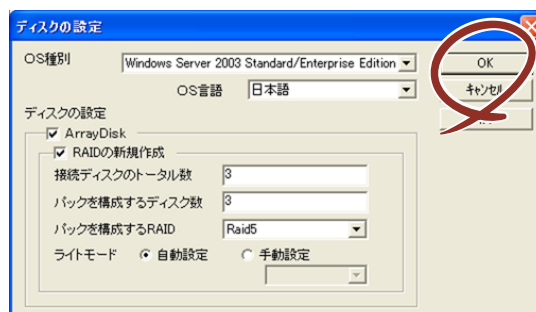 ディスクの設定
OS種別 Windows Server 2003 Standard/Enterprise Edition
OK
OS言語 日本語
キャンセル
ディスクの設定
ArrayDisk
RAIDの新規作成
接続ディスクのトータル数 3
パックを構成するディスク数 3
パックを構成するRAID Raid5
ライトモード 自動設定 手動設定